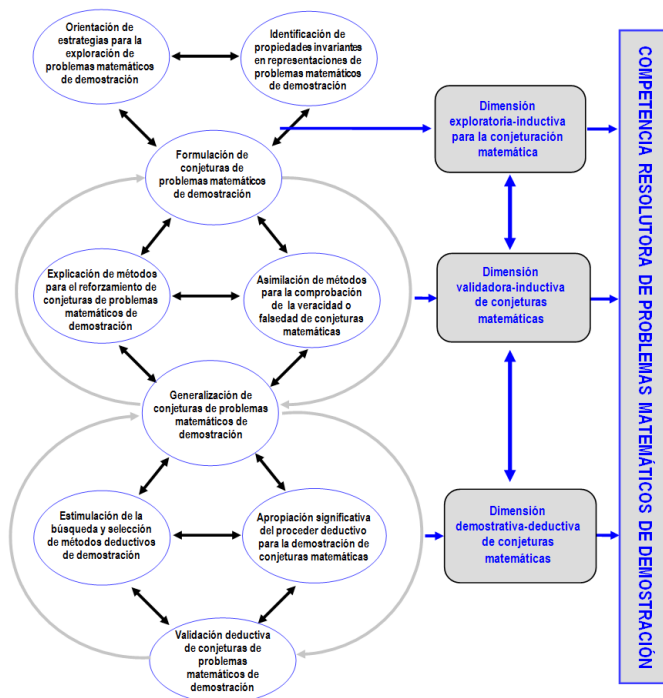 Orientación de
estrategias para la
exploración de
problemas matemáticos
de demostración
Identificación de
propiedades invariantes
en representaciones de
problemas matemáticos
de demostración
Formulación de
conjeturas de
problemas matemáticos
de demostración
Dimensión
exploratoria-inductiva
para la conjeturación
matemática
Explicación de métodos
para el reforzamiento de
conjeturas de problemas
matemáticos de
demostración
Asimilación de métodos
para la comprobación
de la veracidad o
falsedad de conjeturas
matemáticas
Dimensión
validadora-inductiva
de conjeturas
matemáticas
Generalización de
conjeturas de problemas
matemáticos de
demostración
Estimulación de la
búsqueda y selección
de métodos deductivos
de demostración
Apropiación significativa
del proceder deductivo
para la demostración de
conjeturas matemáticas
Dimensión
demostrativa-deductiva
de conjeturas
matemáticas
Validación deductiva
de conjeturas de
problemas
matemáticos de
demostración
COMPETENCIA RESOLUTORA DE PROBLEMAS MATEMÁTICOS DE DEMOSTRACIÓN